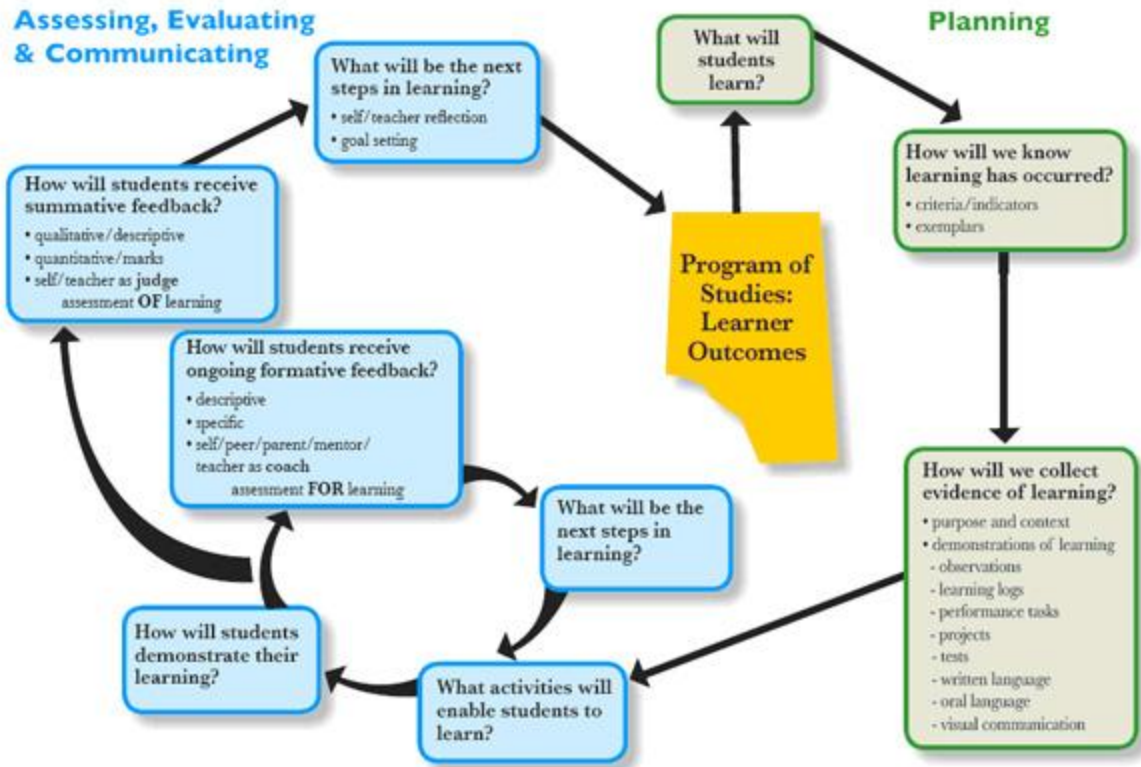 Assessing, Evaluating
& Communicating
Planning
What will
students
learn?
How will we know
learning has occurred?
• criteria/indicators
• exemplars
How will we collect
evidence of learning?
• purpose and context
• demonstrations of learning
- observations
- learning logs
- performance tasks
- projects
- tests
- written language
- oral language
- visual communication
Program of
Studies:
Learner
Outcomes
What activities will
enable students to
learn?
How will students
demonstrate their
learning?
How will students receive
ongoing formative feedback?
• descriptive
• specific
• self/peer/parent/mentor/
teacher as coach
assessment FOR learning
What will be the
next steps in
learning?
How will students receive
summative feedback?
• qualitative/descriptive
• quantitative/marks
• self/teacher as judge
assessment OF learning
What will be the next
steps in learning?
• self/teacher reflection
• goal setting